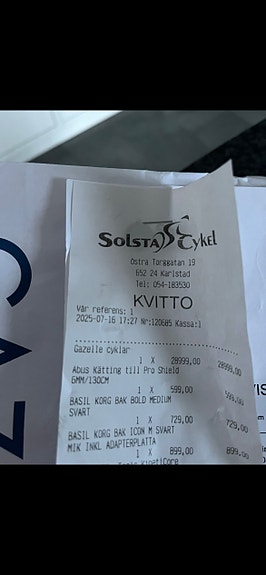 SOLSTA CYKEL
Östra Torggatan 19
652 24 Karlstad
Tel: 054-183530
KVITTO
Vår referens: 1
2025-07-16 17:27 Nr:120685 Kassa:1
Gazelle cyklar
1 X 28999,00 28999,00
Abus Kätting till Pro Shield
6MM/130CM
1 X 599,00 599,00
BASIL KORG BAK BOLD MEDIUM
SVART
1 X 729,00 729,00
BASIL KORG BAK ICON M SVART
MIK INKL ADAPTERPLATTA
1 X 899,00 899,00